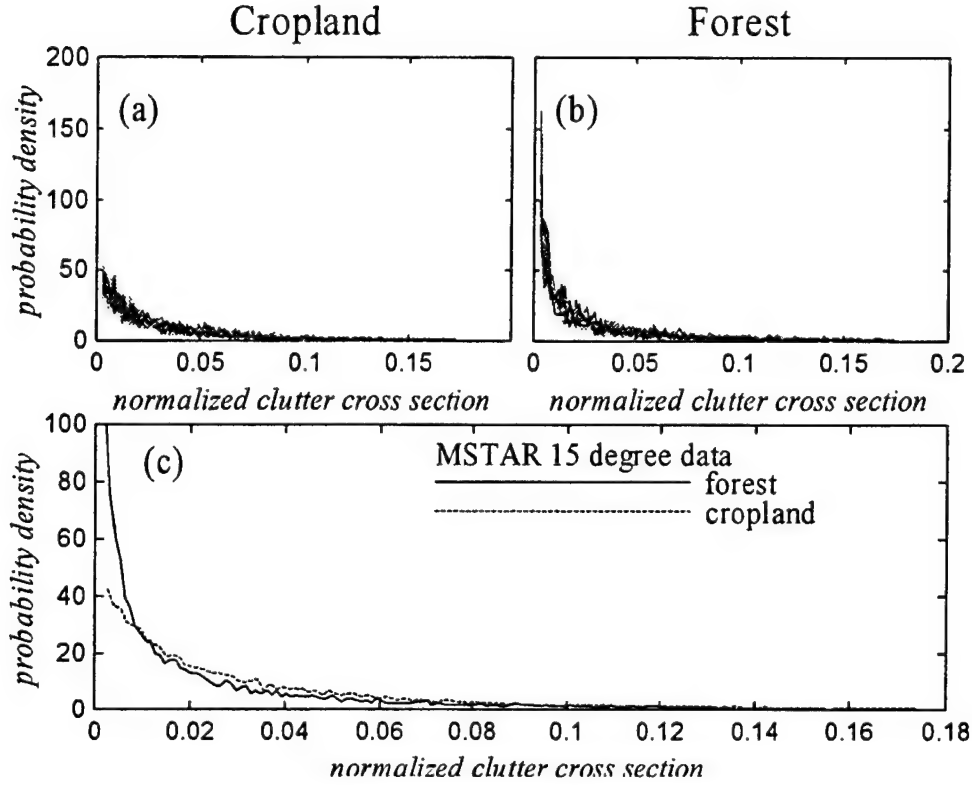 Cropland
Forest
200
150
100
50
0
probability density
(a)
(b)
0
0.05
0.1
0.15
0
0.05
0.1
0.15
0.2
normalized clutter cross section
normalized clutter cross section
100
80
60
40
20
0
probability density
(c)
MSTAR 15 degree data
forest
cropland
0
0.02
0.04
0.06
0.08
0.1
0.12
0.14
0.16
0.18
normalized clutter cross section